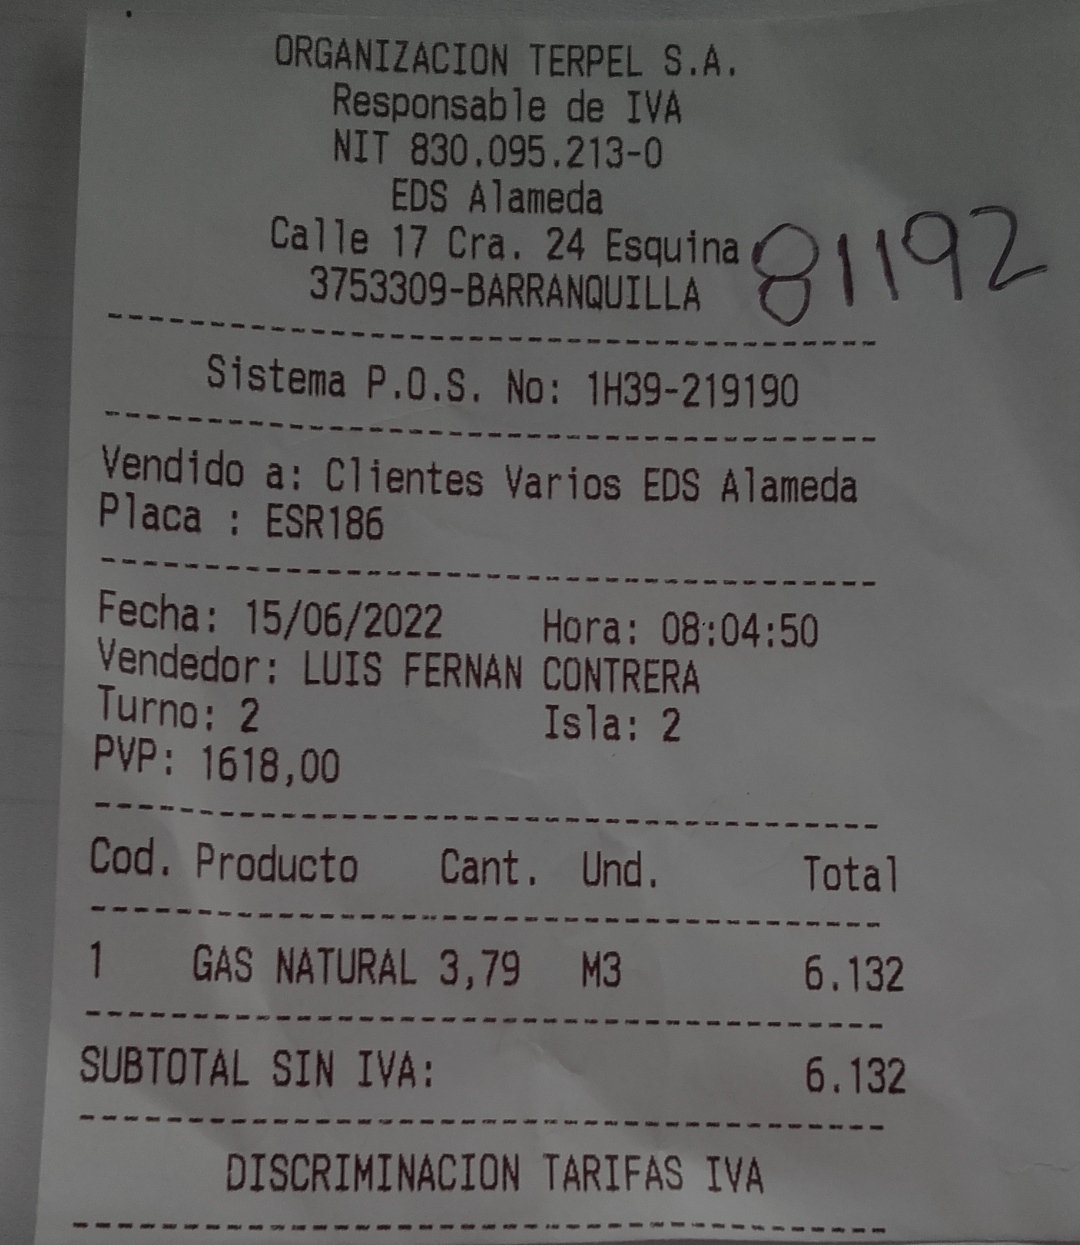 ORGANIZACION TERPEL S.A.
Responsable de IVA
NIT 830.095.213-0
EDS Alameda
Calle 17 Cra. 24 Esquina
81192
3753309-BARRANQUILLA
Sistema P.O.S. No: 1H39-219190
Vendido a: Clientes Varios EDS Alameda
Placa : ESR186
Fecha: 15/06/2022 Hora: 08:04:50
Vendedor: LUIS FERNAN CONTRERA
Turno: 2 Isla: 2
PVP: 1618,00
Cod. Producto Cant. Und. Total
1 GAS NATURAL 3,79 M3 6.132
SUBTOTAL SIN IVA: 6.132
DISCRIMINACION TARIFAS IVA